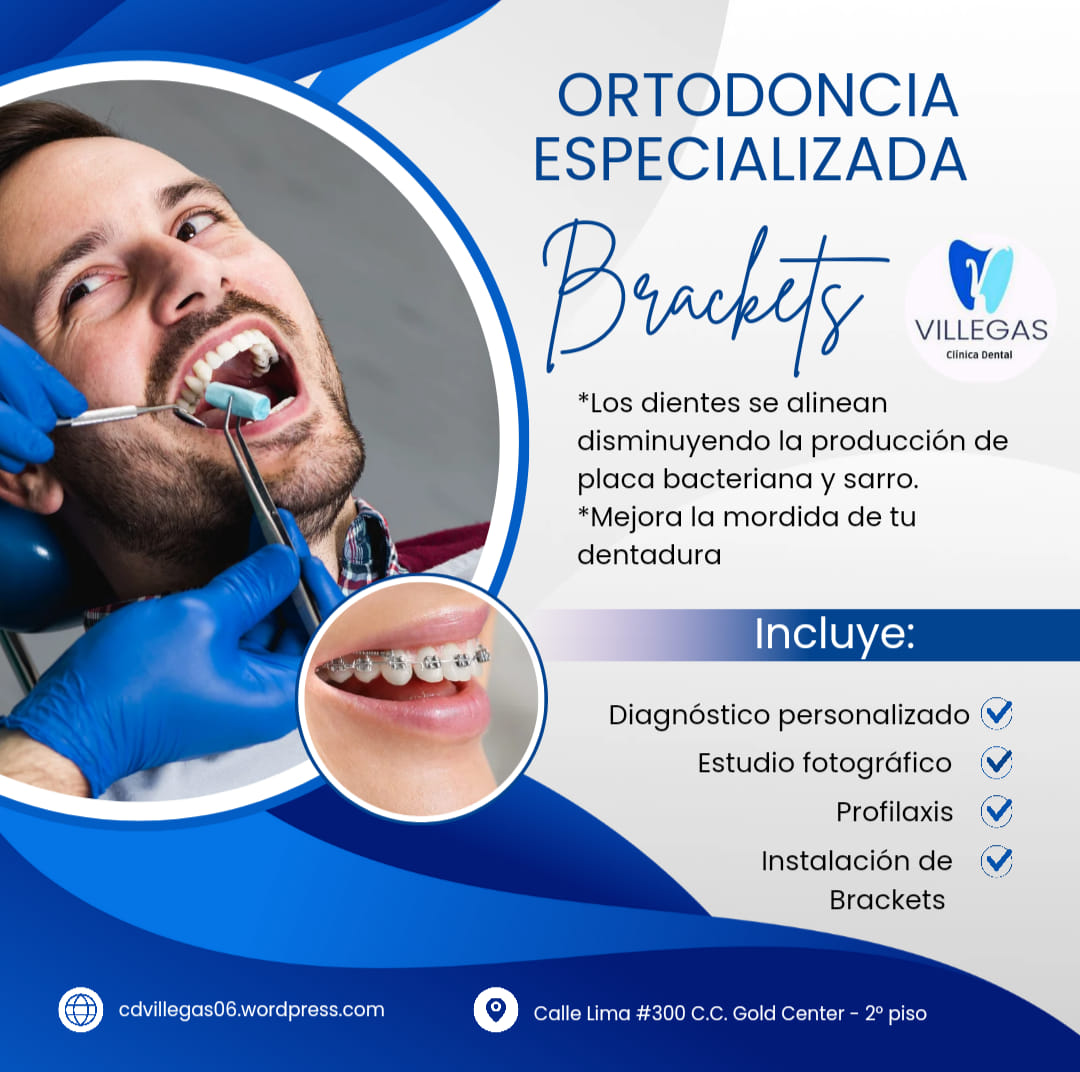 ORTODONCIA
ESPECIALIZADA
Brackets
VILLEGAS
Clínica Dental
*Los dientes se alinean
disminuyendo la producción de
placa bacteriana y sarro.
*Mejora la mordida de tu
dentadura
Incluye:
Diagnóstico personalizado
Estudio fotográfico
Profilaxis
Instalación de
Brackets
cdvillegas06.wordpress.com
Calle Lima #300 C.C. Gold Center - 2º piso